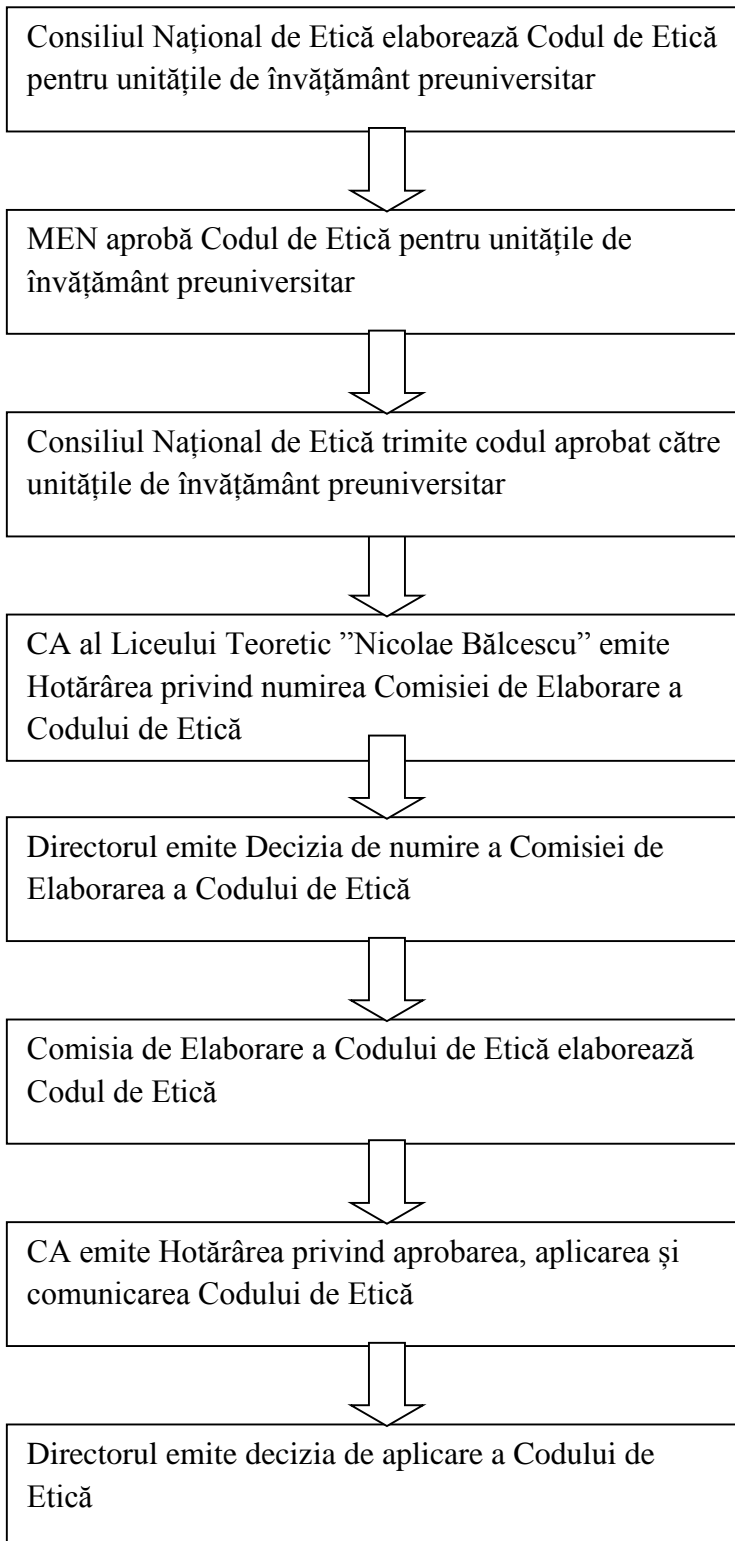 Consiliul Național de Etică elaborează Codul de Etică
pentru unitățile de învățământ preuniversitar
MEN aprobă Codul de Etică pentru unitățile de
învățământ preuniversitar
Consiliul Național de Etică trimite codul aprobat către
unitățile de învățământ preuniversitar
CA al Liceului Teoretic ”Nicolae Bălcescu” emite
Hotărârea privind numirea Comisiei de Elaborare a
Codului de Etică
Directorul emite Decizia de numire a Comisiei de
Elaborarea a Codului de Etică
Comisia de Elaborare a Codului de Etică elaborează
Codul de Etică
CA emite Hotărârea privind aprobarea, aplicarea și
comunicarea Codului de Etică
Directorul emite decizia de aplicare a Codului de
Etică